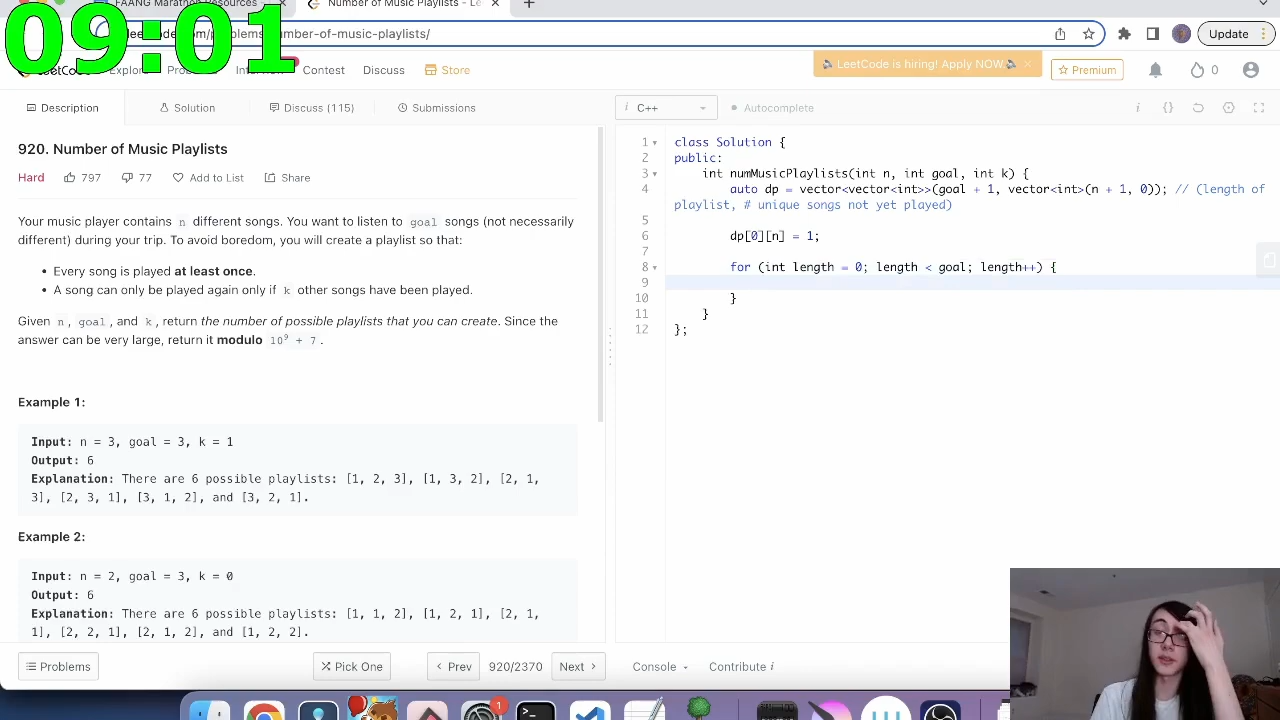 FAANG Marathon Resources -
Number of Music Playlists - Le
09:01
number-of-music-playlists/
Update
Explore
Contest
Discuss
Store
LeetCode is hiring! Apply NOW.
Premium
0
Description
Solution
Discuss (115)
Submissions
i C++
Autocomplete
920. Number of Music Playlists
Hard
797
77
Add to List
Share
Your music player contains n different songs. You want to listen to goal songs (not necessarily
different) during your trip. To avoid boredom, you will create a playlist so that:
• Every song is played at least once.
• A song can only be played again only if k other songs have been played.
Given n, goal, and k, return the number of possible playlists that you can create. Since the
answer can be very large, return it modulo 10⁹ + 7.
Example 1:
Input: n = 3, goal = 3, k = 1
Output: 6
Explanation: There are 6 possible playlists: [1, 2, 3], [1, 3, 2], [2, 1,
3], [2, 3, 1], [3, 1, 2], and [3, 2, 1].
Example 2:
Input: n = 2, goal = 3, k = 0
Output: 6
Explanation: There are 6 possible playlists: [1, 1, 2], [1, 2, 1], [2, 1,
1], [2, 2, 1], [2, 1, 2], and [1, 2, 2].
1 class Solution {
2 public:
3 int numMusicPlaylists(int n, int goal, int k) {
4 auto dp = vector<vector<int>>(goal + 1, vector<int>(n + 1, 0)); // (length of
playlist, # unique songs not yet played)
5
6 dp[0][n] = 1;
7
8 for (int length = 0; length < goal; length++) {
9
10 }
11 }
12 };
Problems
Pick One
Prev
920/2370
Next
Console
Contribute i
1